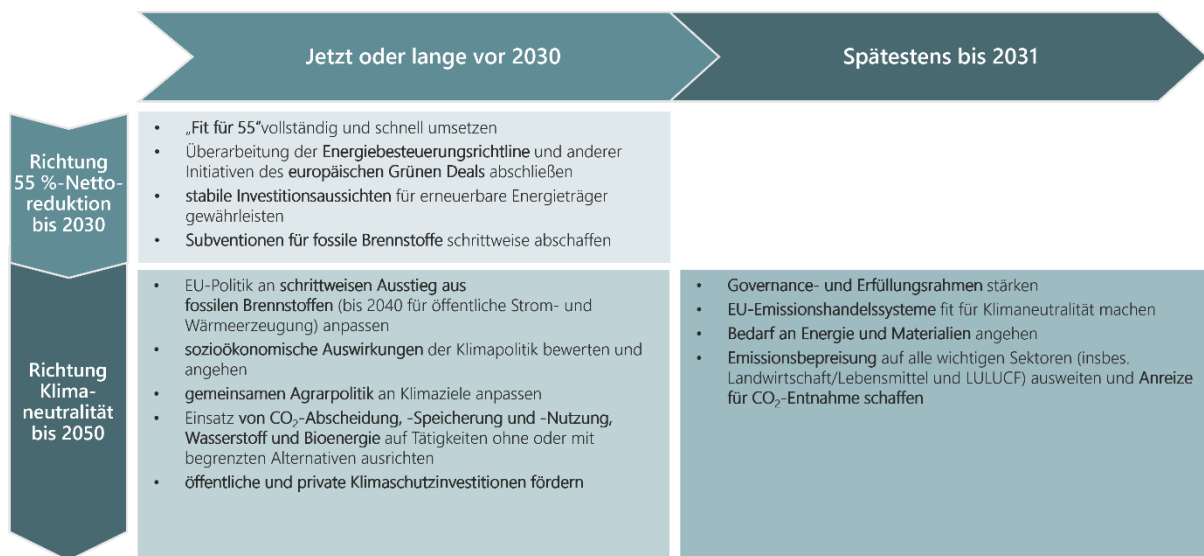 Jetzt oder lange vor 2030
Spätestens bis 2031
Richtung
55 %-Netto-
reduktion
bis 2030
• „Fit für 55“vollständig und schnell umsetzen
• Überarbeitung der Energiebesteuerungsrichtline und anderer
Initiativen des europäischen Grünen Deals abschließen
• stabile Investitionsaussichten für erneuerbare Energieträger
gewährleisten
• Subventionen für fossile Brennstoffe schrittweise abschaffen
Richtung
Klima-
neutralität
bis 2050
• EU-Politik an schrittweisen Ausstieg aus
fossilen Brennstoffen (bis 2040 für öffentliche Strom- und
Wärmeerzeugung) anpassen
• sozioökonomische Auswirkungen der Klimapolitik bewerten und
angehen
• gemeinsamen Agrarpolitik an Klimaziele anpassen
• Einsatz von CO₂-Abscheidung, -Speicherung und -Nutzung,
Wasserstoff und Bioenergie auf Tätigkeiten ohne oder mit
begrenzten Alternativen ausrichten
• öffentliche und private Klimaschutzinvestitionen fördern
• Governance- und Erfüllungsrahmen stärken
• EU-Emissionshandelssysteme fit für Klimaneutralität machen
• Bedarf an Energie und Materialien angehen
• Emissionsbepreisung auf alle wichtigen Sektoren (insbes.
Landwirtschaft/Lebensmittel und LULUCF) ausweiten und Anreize
für CO₂-Entnahme schaffen